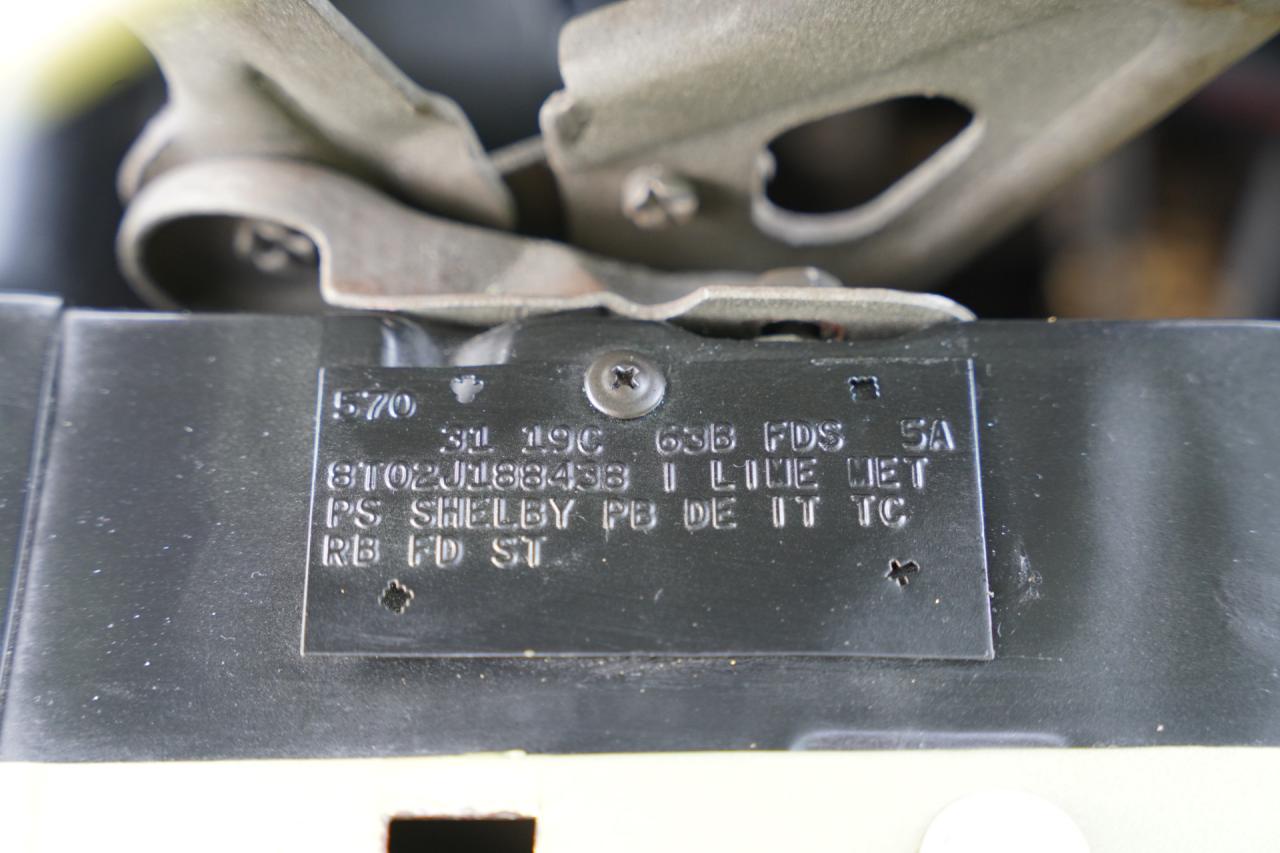 570
31 19C 63B FDS 5A
8T02J188438 I LIME MET
PS SHELBY PB DE IT TC
RB FD ST